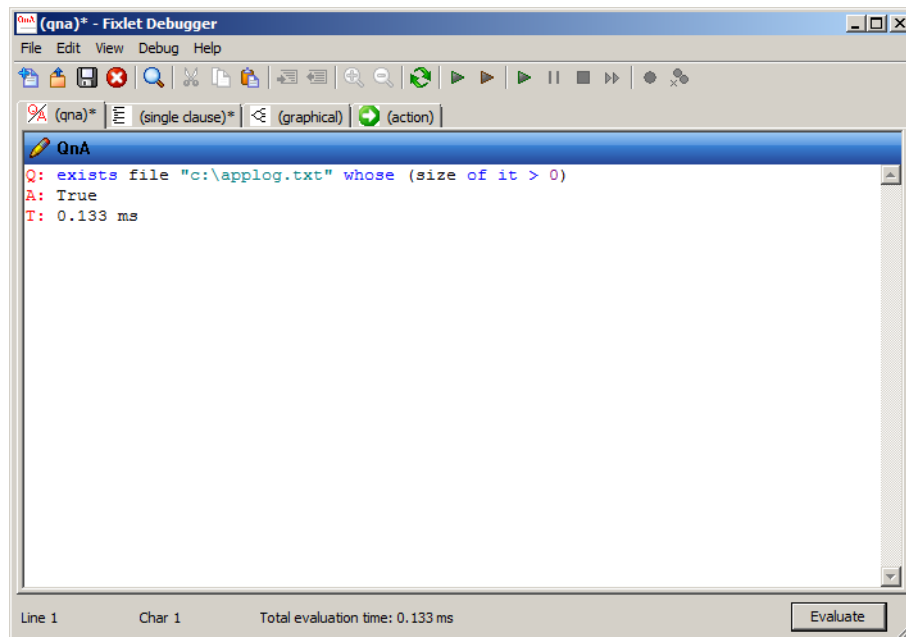 QnA (qna)* - Fixlet Debugger
File Edit View Debug Help
Q/A (qna)* (single clause)* (graphical) (action)
QnA
Q: exists file "c:\applog.txt" whose (size of it > 0)
A: True
T: 0.133 ms
Line 1 Char 1 Total evaluation time: 0.133 ms Evaluate